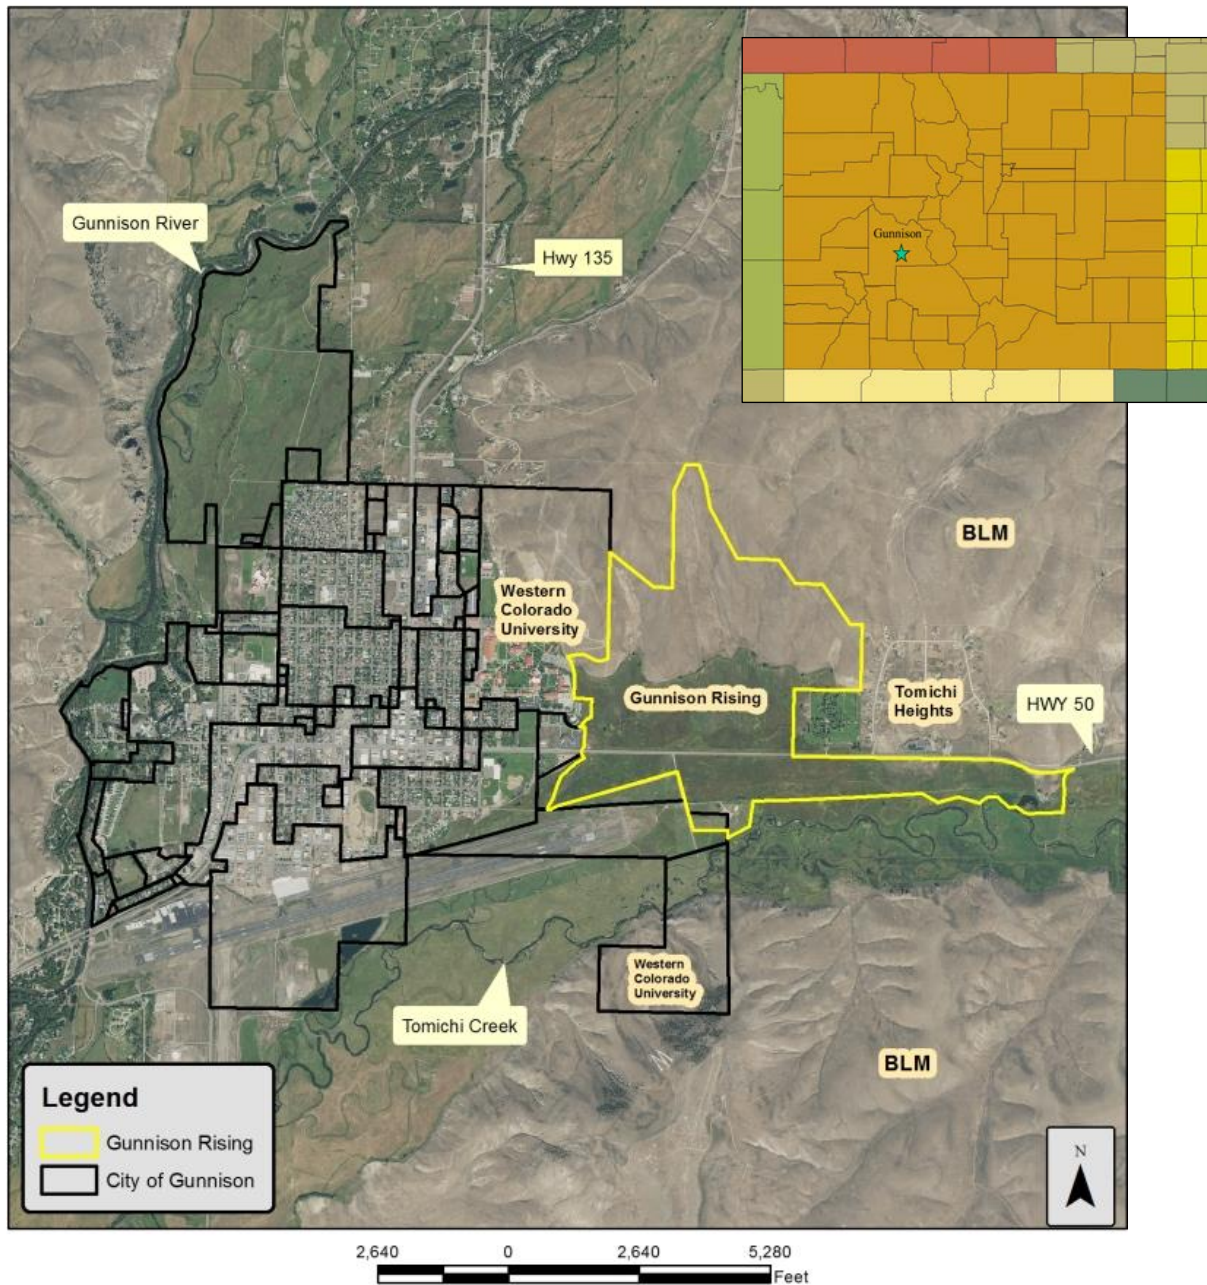 Gunnison
Gunnison River
Hwy 135
BLM
Western
Colorado
University
Gunnison Rising
Tomichi
Heights
HWY 50
Western
Colorado
University
Tomichi Creek
BLM
Legend
Gunnison Rising
City of Gunnison
N
2,640 0 2,640 5,280
Feet